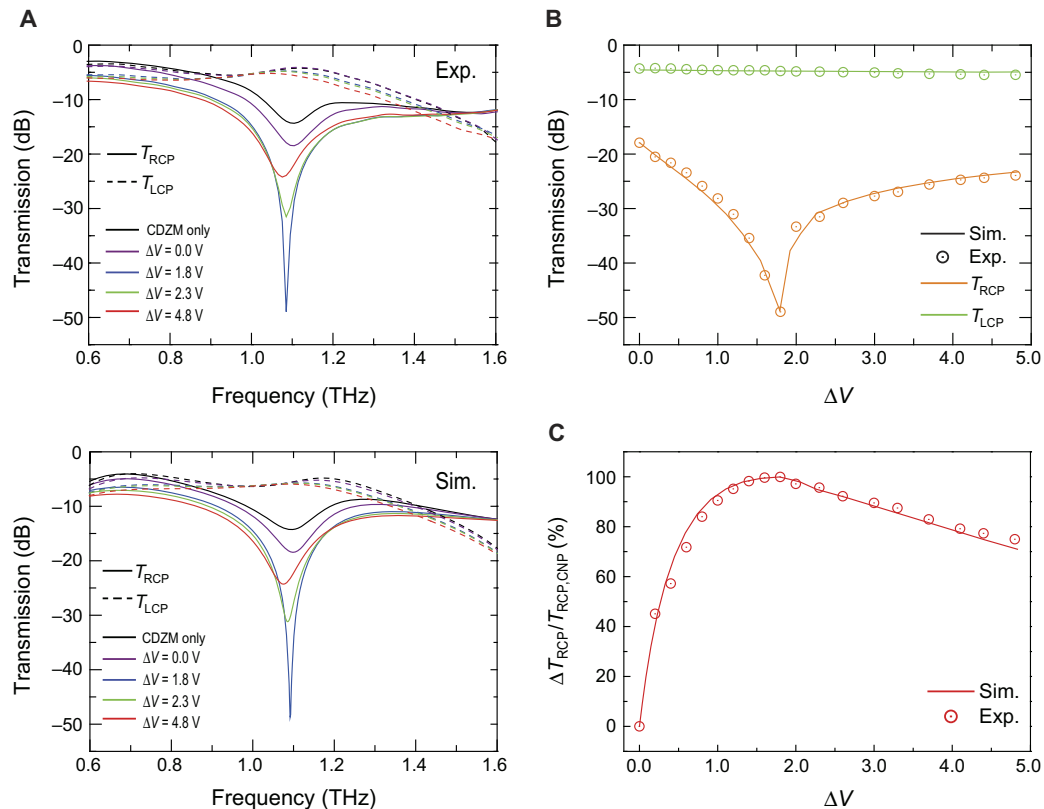 A
Transmission (dB)
0
–10
–20
–30
–40
–50
Exp.
T_RCP
T_LCP
CDZM only
ΔV = 0.0 V
ΔV = 1.8 V
ΔV = 2.3 V
ΔV = 4.8 V
0.6 0.8 1.0 1.2 1.4 1.6
Frequency (THz)
Transmission (dB)
0
–10
–20
–30
–40
–50
Sim.
T_RCP
T_LCP
CDZM only
ΔV = 0.0 V
ΔV = 1.8 V
ΔV = 2.3 V
ΔV = 4.8 V
0.6 0.8 1.0 1.2 1.4 1.6
Frequency (THz)
B
Transmission (dB)
0
–10
–20
–30
–40
–50
Sim.
Exp.
T_RCP
T_LCP
0.0 1.0 2.0 3.0 4.0 5.0
ΔV
C
ΔT_RCP/T_RCP,CNP (%)
100
80
60
40
20
0
Sim.
Exp.
0.0 1.0 2.0 3.0 4.0 5.0
ΔV